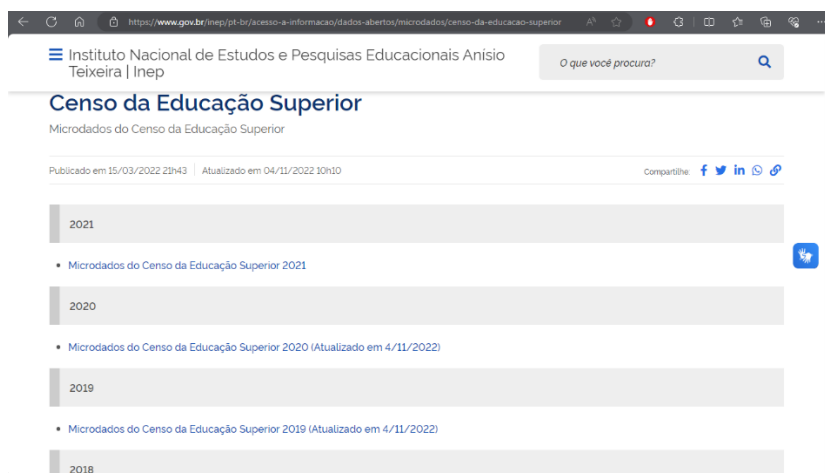 https://www.gov.br/inep/pt-br/acesso-a-informacao/dados-abertos/microdados/censo-da-educacao-superior
Instituto Nacional de Estudos e Pesquisas Educacionais Anísio
Teixeira | Inep
O que você procura?
Censo da Educação Superior
Microdados do Censo da Educação Superior
Publicado em 15/03/2022 21h43 | Atualizado em 04/11/2022 10h10
Compartilhe:
2021
• Microdados do Censo da Educação Superior 2021
2020
• Microdados do Censo da Educação Superior 2020 (Atualizado em 4/11/2022)
2019
• Microdados do Censo da Educação Superior 2019 (Atualizado em 4/11/2022)
2018